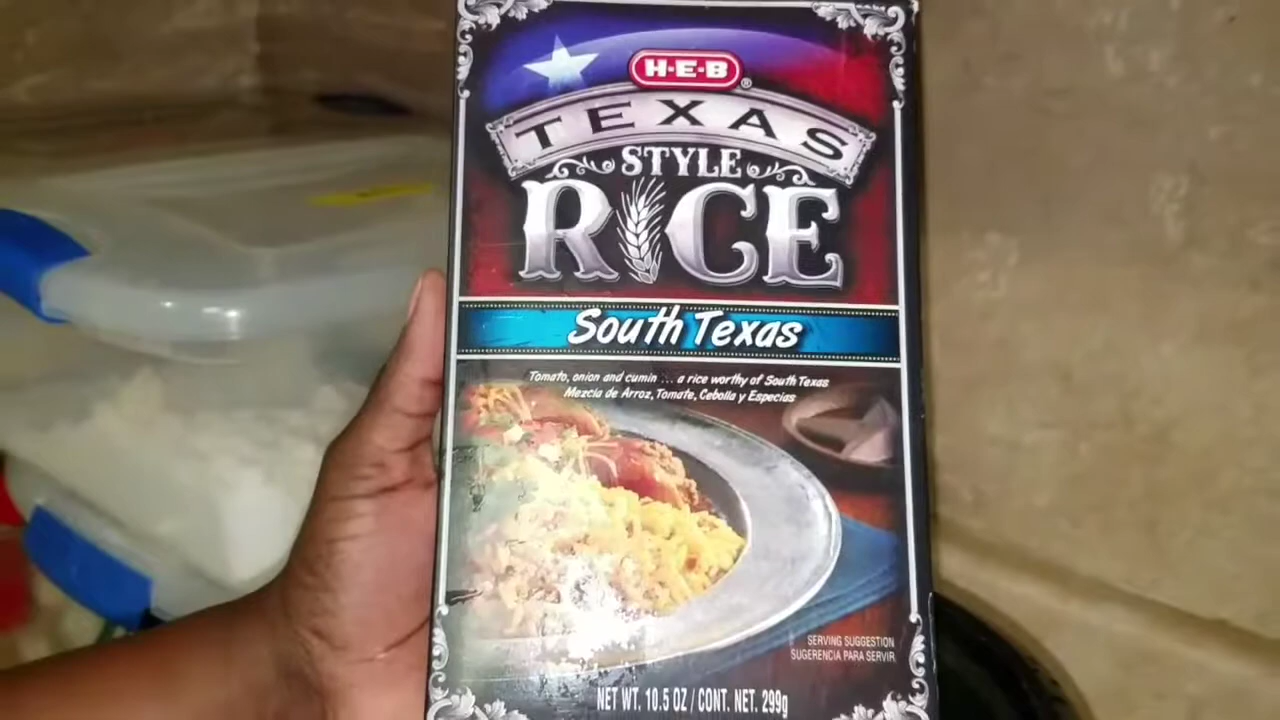 H-E-B®
TEXAS
STYLE
RICE
South Texas
Tomato, onion and cumin ... a rice worthy of South Texas
Mezcla de Arroz, Tomate, Cebolla y Especias
SERVING SUGGESTION
SUGERENCIA PARA SERVIR
NET WT. 10.5 OZ / CONT. NET. 299g